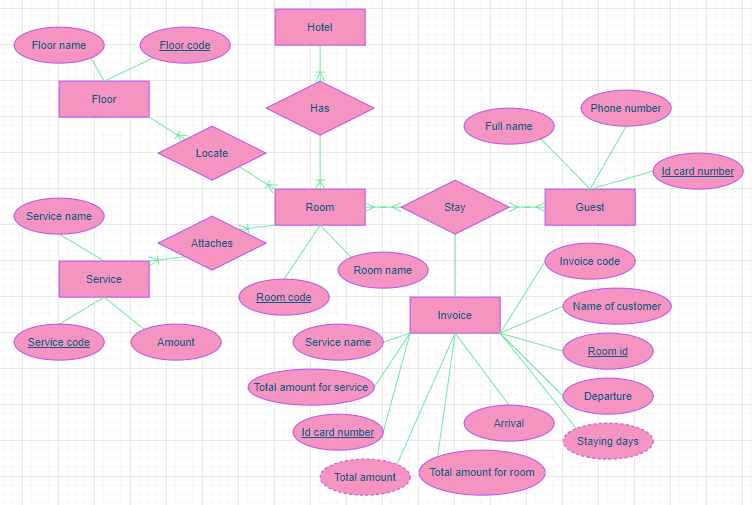 Hotel
Floor name
Floor code
Floor
Has
Phone number
Full name
Locate
Id card number
Room
Stay
Guest
Service name
Attaches
Service
Room name
Room code
Invoice code
Name of customer
Invoice
Service code
Amount
Service name
Room id
Total amount for service
Departure
Arrival
Id card number
Staying days
Total amount
Total amount for room